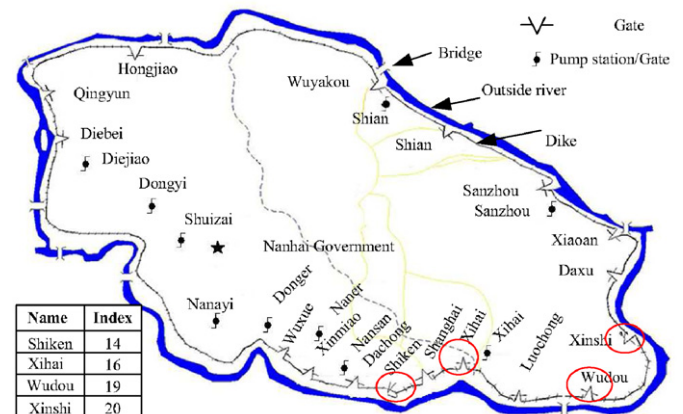 Gate
Bridge
Pump station/Gate
Hongjiao
Wuyakou
Qingyun
Outside river
Shian
Diebei
Shian
Dike
Diejiao
Dongyi
Sanzhou
Sanzhou
Shuizai
Xiaoan
Nanhai Government
Daxu
Donger
Nanyi
Naner
Wuxue
Xinmiao
Nansan
Dachong
Shiken
Shanghai
Xihai
Xihai
Luochong
Xinshi
Wudou
Name Index
Shiken 14
Xihai 16
Wudou 19
Xinshi 20